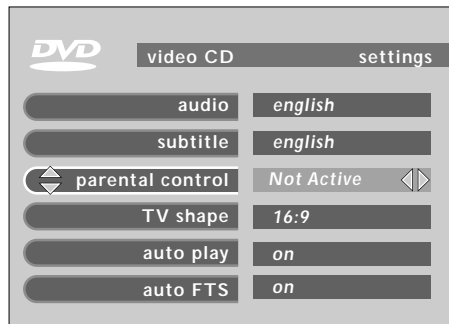 DVD video CD settings
audio english
subtitle english
parental control Not Active
TV shape 16:9
auto play on
auto FTS on